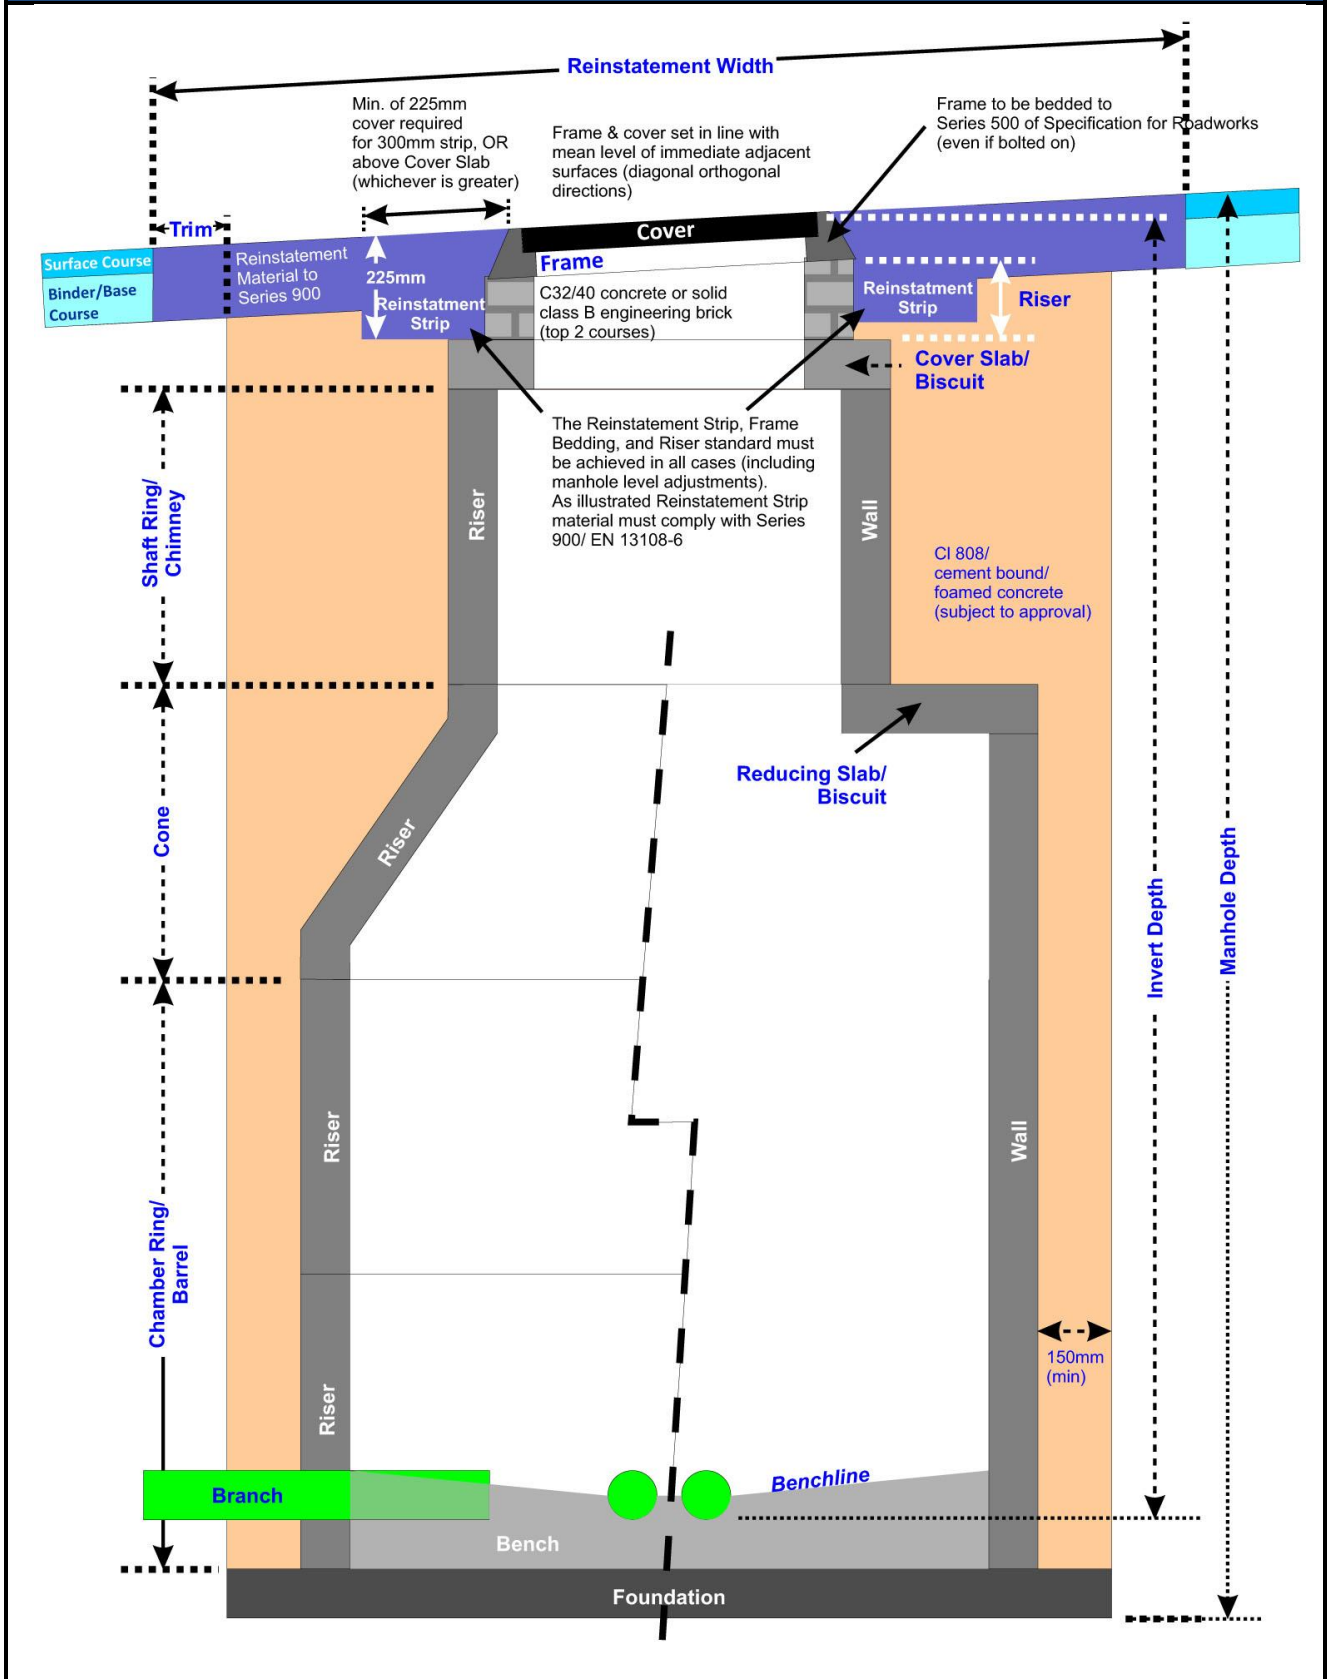 Reinstatement Width
Min. of 225mm
cover required
for 300mm strip, OR
above Cover Slab
(whichever is greater)
Frame & cover set in line with
mean level of immediate adjacent
surfaces (diagonal orthogonal
directions)
Frame to be bedded to
Series 500 of Specification for Roadworks
(even if bolted on)
Trim
Cover
Surface Course
Binder/Base
Course
Reinstatement
Material to
Series 900
225mm
Reinstatment
Strip
Frame
C32/40 concrete or solid
class B engineering brick
(top 2 courses)
Reinstatment
Strip
Riser
Cover Slab/
Biscuit
The Reinstatement Strip, Frame
Bedding, and Riser standard must
be achieved in all cases (including
manhole level adjustments).
As illustrated Reinstatement Strip
material must comply with Series
900/ EN 13108-6
Shaft Ring/
Chimney
Riser
Wall
Cl 808/
cement bound/
foamed concrete
(subject to approval)
Reducing Slab/
Biscuit
Cone
Riser
Invert Depth
Manhole Depth
Chamber Ring/
Barrel
Riser
Wall
150mm
(min)
Riser
Branch
Benchline
Bench
Foundation